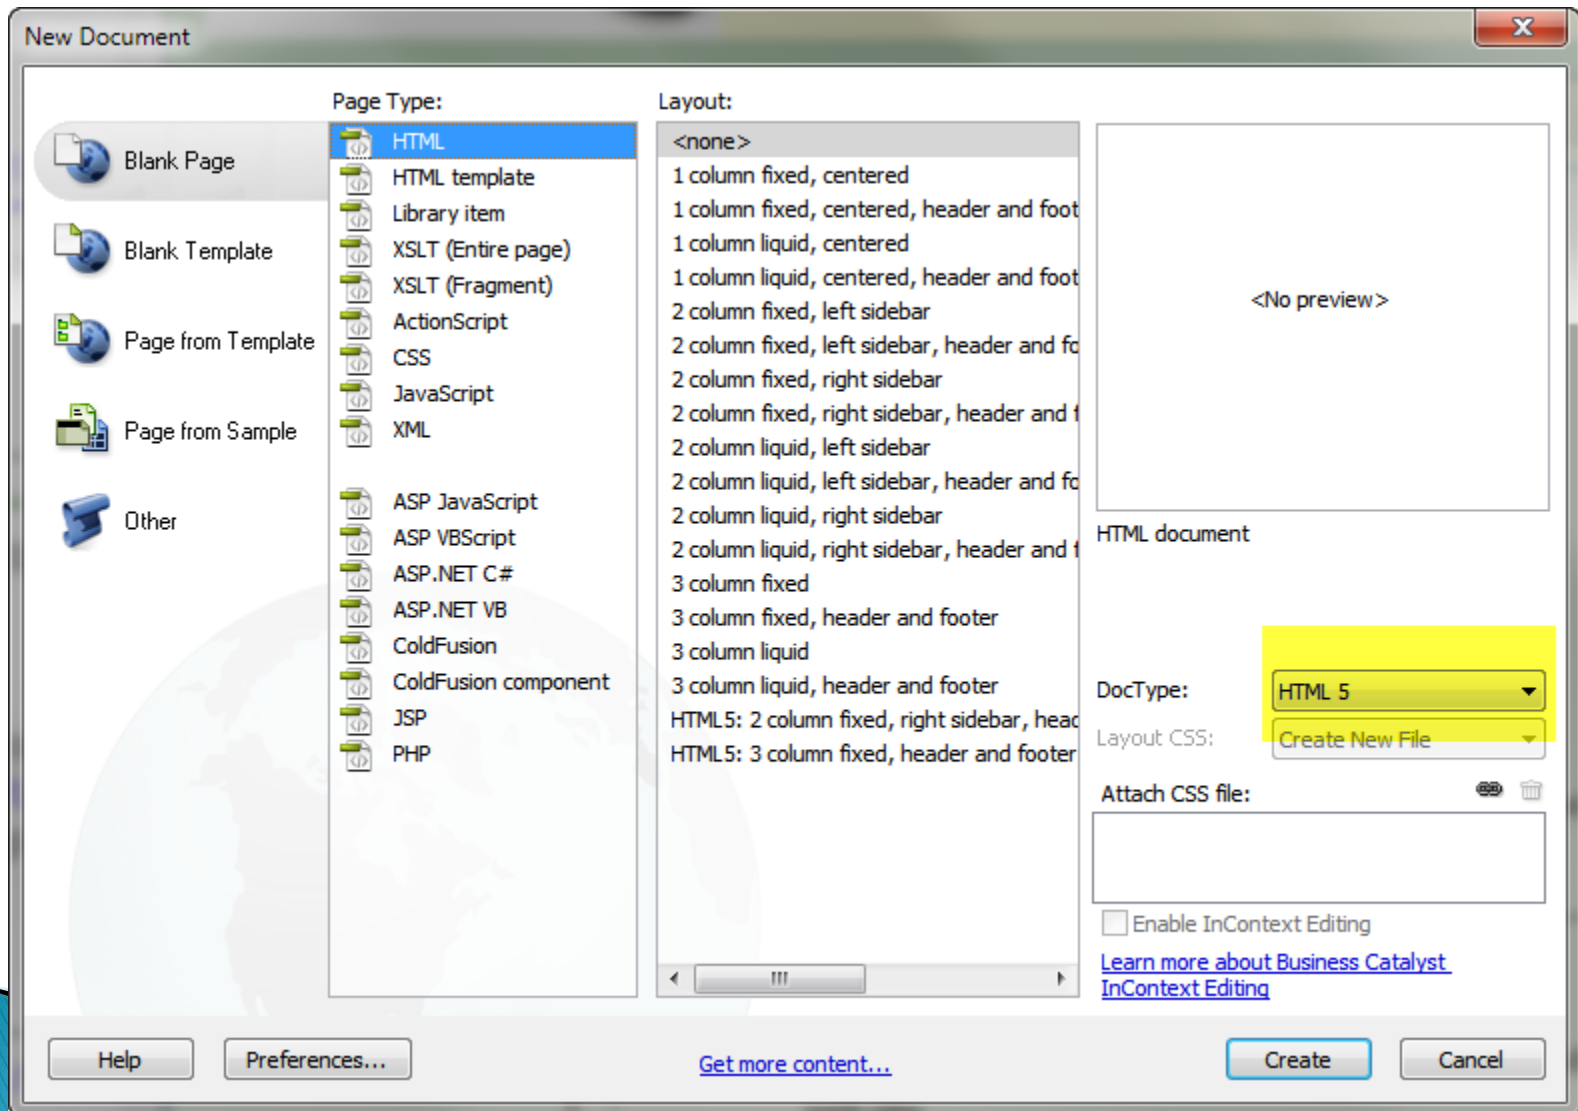 New Document
Blank Page
Blank Template
Page from Template
Page from Sample
Other
Page Type:
HTML
HTML template
Library item
XSLT (Entire page)
XSLT (Fragment)
ActionScript
CSS
JavaScript
XML
ASP JavaScript
ASP VBScript
ASP.NET C#
ASP.NET VB
ColdFusion
ColdFusion component
JSP
PHP
Layout:
<none>
1 column fixed, centered
1 column fixed, centered, header and foot
1 column liquid, centered
1 column liquid, centered, header and foot
2 column fixed, left sidebar
2 column fixed, left sidebar, header and fo
2 column fixed, right sidebar
2 column fixed, right sidebar, header and f
2 column liquid, left sidebar
2 column liquid, left sidebar, header and fo
2 column liquid, right sidebar
2 column liquid, right sidebar, header and f
3 column fixed
3 column fixed, header and footer
3 column liquid
3 column liquid, header and footer
HTML5: 2 column fixed, right sidebar, head
HTML5: 3 column fixed, header and footer
<No preview>
HTML document
DocType: HTML 5
Layout CSS: Create New File
Attach CSS file:
Enable InContext Editing
Learn more about Business Catalyst
InContext Editing
Help
Preferences...
Get more content...
Create
Cancel